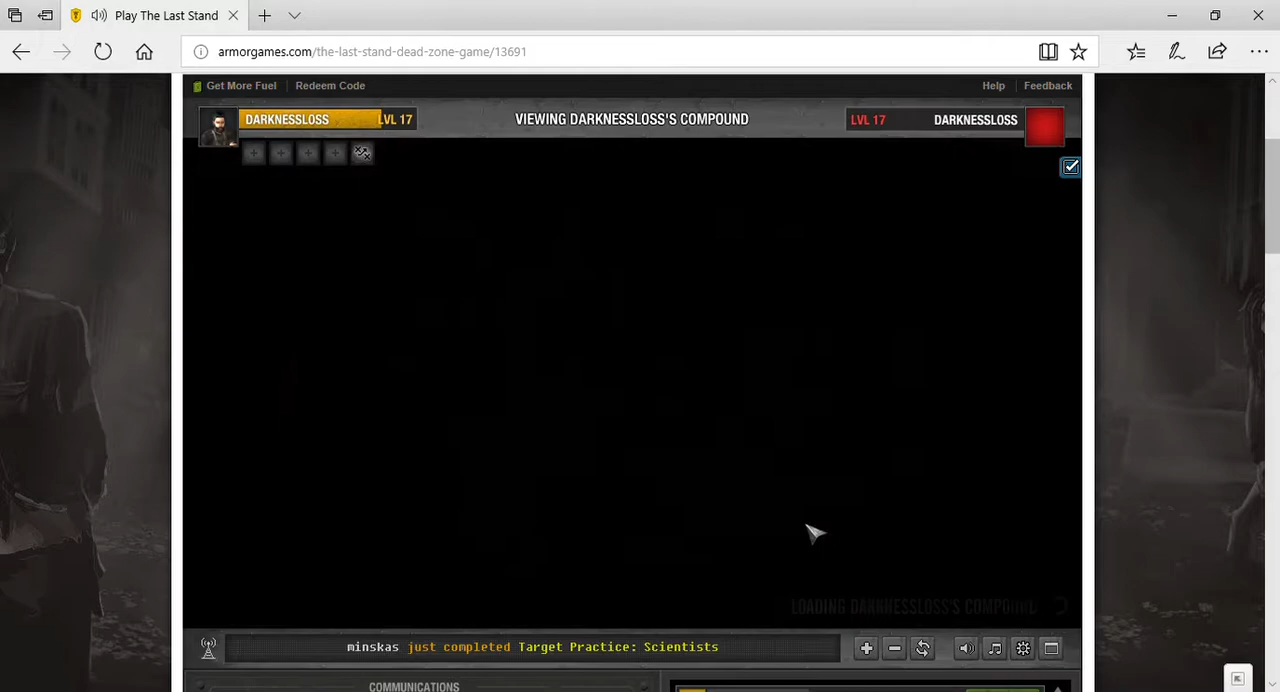 Play The Last Stand
armorgames.com/the-last-stand-dead-zone-game/13691
Get More Fuel
Redeem Code
Help
Feedback
DARKNESSLOSS
LVL 17
VIEWING DARKNESSLOSS'S COMPOUND
LVL 17
DARKNESSLOSS
LOADING DARKNESSLOSS'S COMPOUND
minskas just completed Target Practice: Scientists
COMMUNICATIONS